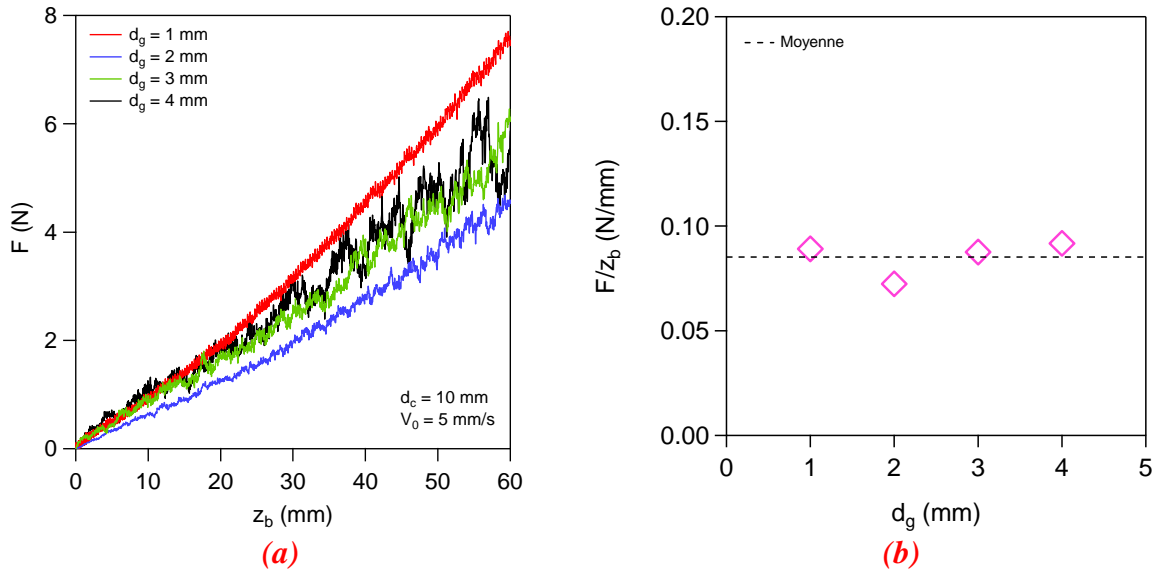 8
6
4
2
0
F (N)
d_g = 1 mm
d_g = 2 mm
d_g = 3 mm
d_g = 4 mm
d_c = 10 mm
V_0 = 5 mm/s
0 10 20 30 40 50 60
z_b (mm)
(a)
0.20
0.15
0.10
0.05
0.00
F/z_b (N/mm)
Moyenne
0 1 2 3 4 5
d_g (mm)
(b)